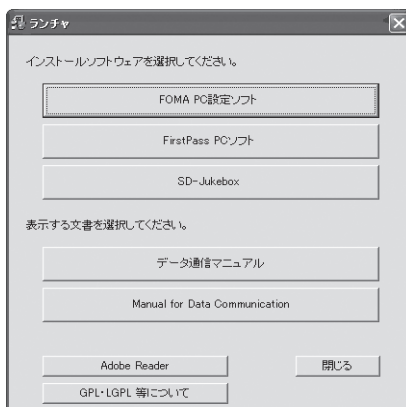 ランチャ
インストールソフトウェアを選択してください。
FOMA PC設定ソフト
FirstPass PCソフト
SD-Jukebox
表示する文書を選択してください。
データ通信マニュアル
Manual for Data Communication
Adobe Reader
閉じる
GPL・LGPL 等について